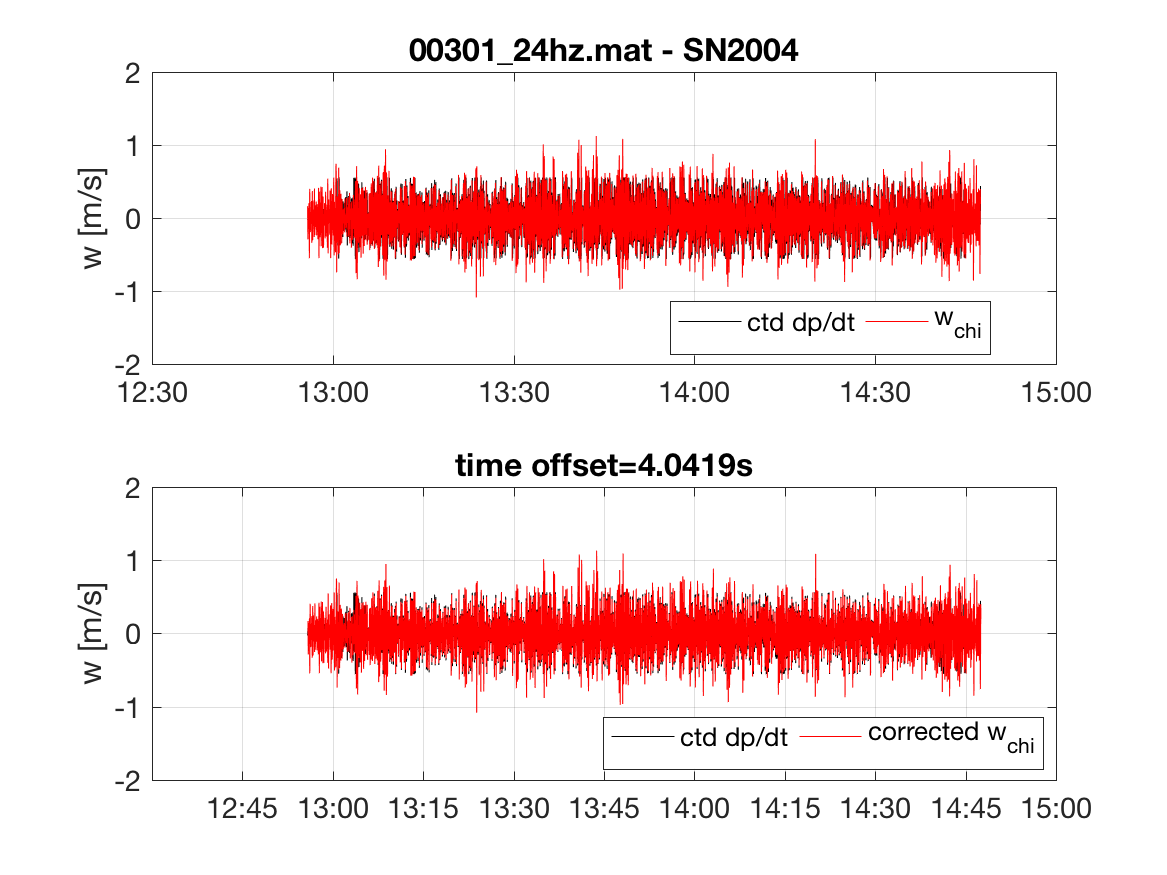 00301_24hz.mat - SN2004
2
1
0
-1
-2
w [m/s]
ctd dp/dt w_chi
12:30 13:00 13:30 14:00 14:30 15:00
time offset=4.0419s
2
1
0
-1
-2
w [m/s]
ctd dp/dt corrected w_chi
12:45 13:00 13:15 13:30 13:45 14:00 14:15 14:30 14:45 15:00